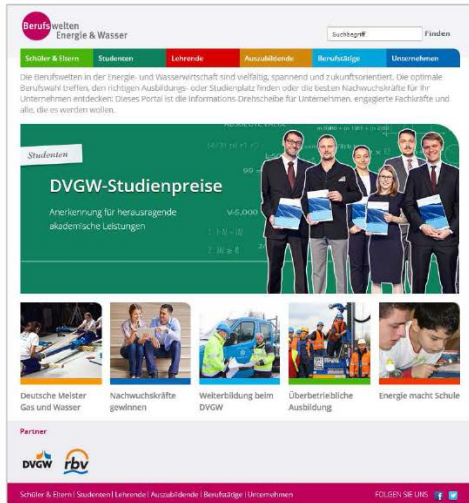 Berufswelten
Energie & Wasser
Suchbegriff
Finden
Schüler & Eltern
Studenten
Lehrende
Auszubildende
Berufstätige
Unternehmen
Die Berufswelten in der Energie- und Wasserwirtschaft sind vielfältig, spannend und zukunftsorientiert. Die optimale
Berufswahl treffen, den richtigen Ausbildungs- oder Studienplatz finden oder die besten Nachwuchskräfte für ihr
Unternehmen entdecken: Dieses Portal ist die Informations-Drehscheibe für Unternehmen, engagierte Fachkräfte und
alle, die es werden wollen.
Studenten
DVGW-Studienpreise
Anerkennung für herausragende
akademische Leistungen
Deutsche Meister
Gas und Wasser
Nachwuchskräfte
gewinnen
Weiterbildung beim
DVGW
Überbetriebliche
Ausbildung
Energie macht Schule
Partner
DVGW
rbv
Schüler & Eltern | Studenten | Lehrende | Auszubildende | Berufstätige | Unternehmen
FOLGEN SIE UNS